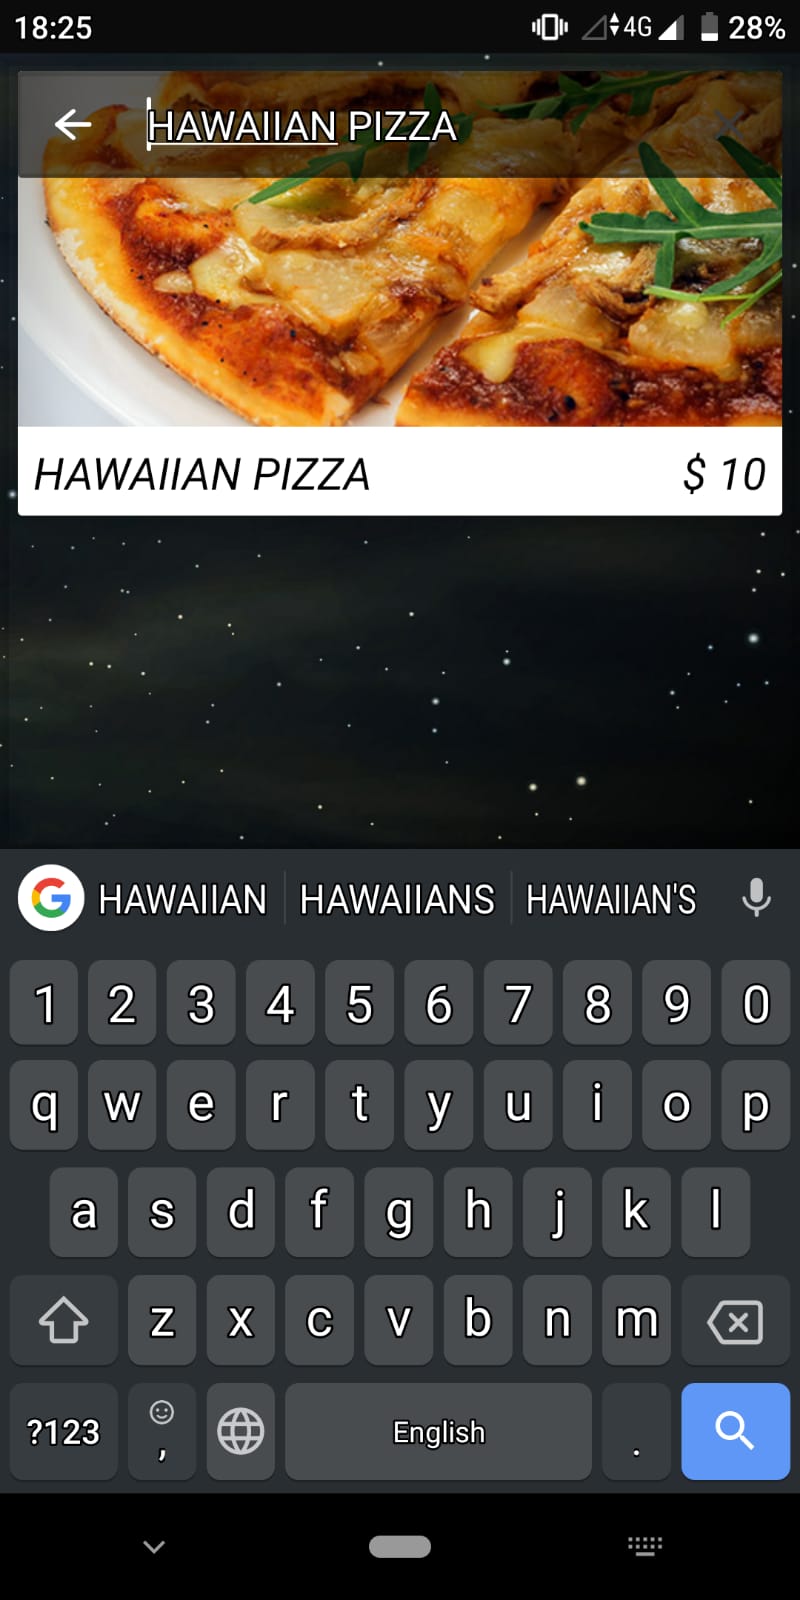 18:25 4G 28%
HAWAIIAN PIZZA
HAWAIIAN PIZZA $ 10
HAWAIIAN HAWAIIANS HAWAIIAN'S
1 2 3 4 5 6 7 8 9 0
q w e r t y u i o p
a s d f g h j k l
z x c v b n m
?123 , English .